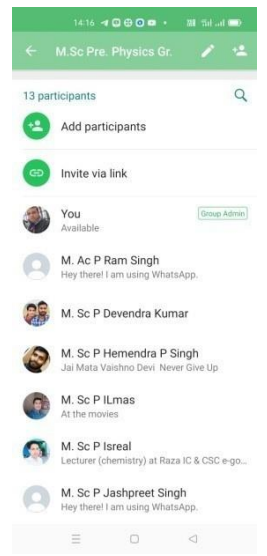 14:16
M.Sc Pre. Physics Gr.
13 participants
Add participants
Invite via link
You
Group Admin
Available
M. Ac P Ram Singh
Hey there! I am using WhatsApp.
M. Sc P Devendra Kumar
M. Sc P Hemendra P Singh
Jai Mata Vaishno Devi Never Give Up
M. Sc P ILmas
At the movies
M. Sc P Isreal
Lecturer (chemistry) at Raza IC & CSC e-go...
M. Sc P Jashpreet Singh
Hey there! I am using WhatsApp.